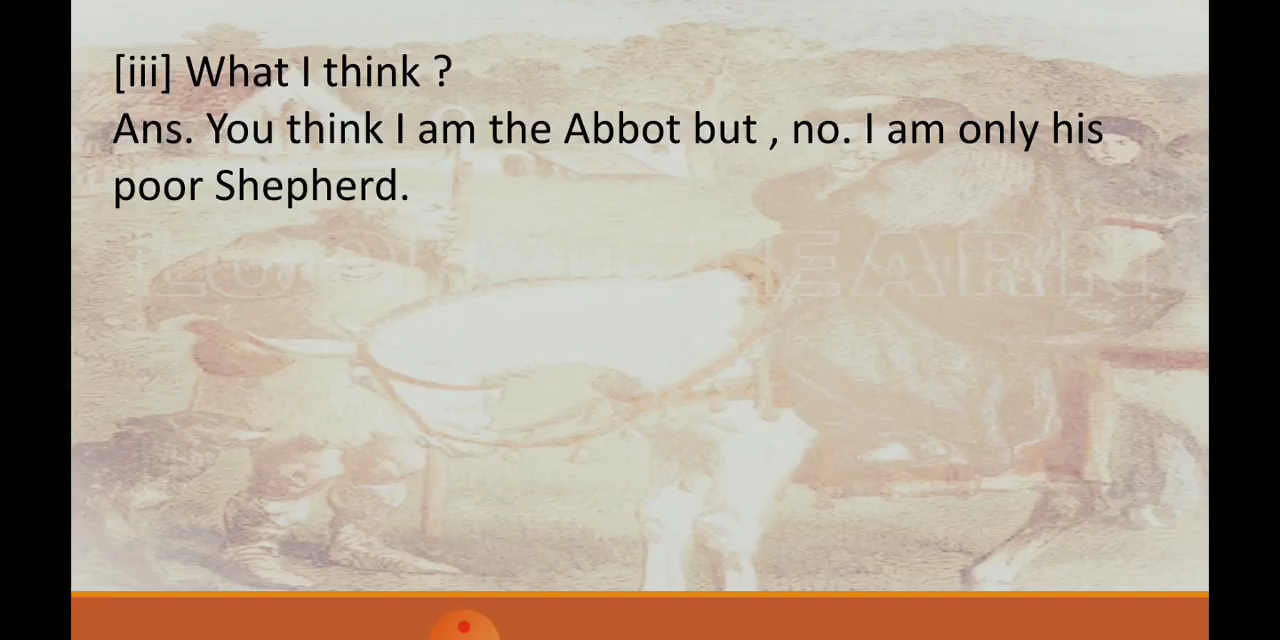 [iii] What I think ?
Ans. You think I am the Abbot but , no. I am only his
poor Shepherd.